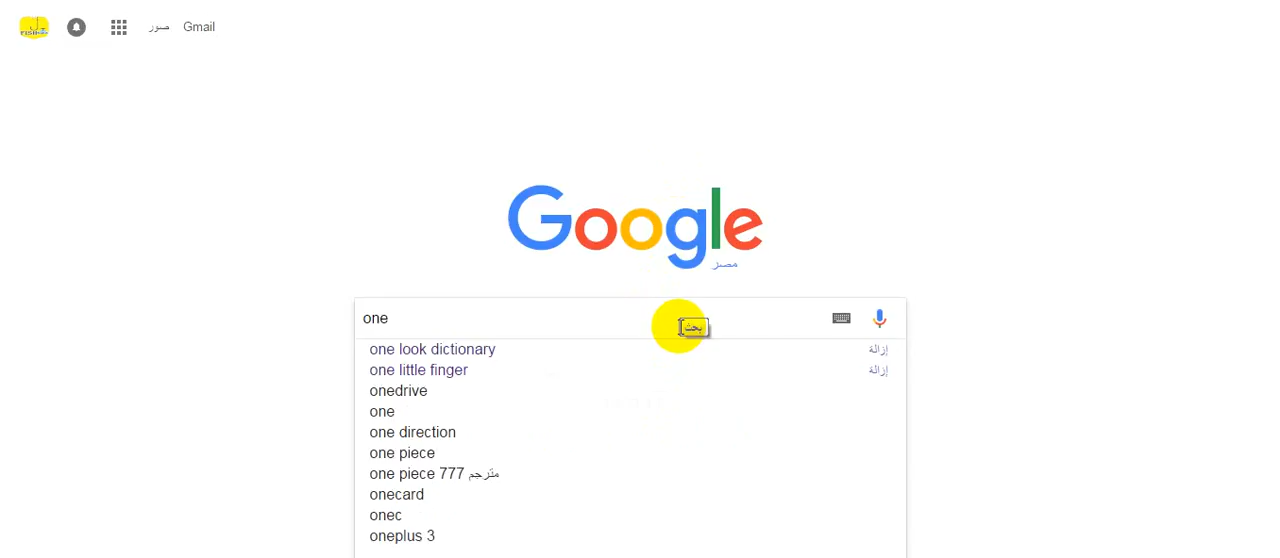 صور Gmail
Google
مصر
one
بحث
one look dictionary إزالة
one little finger إزالة
onedrive
one
one direction
one piece
one piece 777 مترجم
onecard
onec
oneplus 3